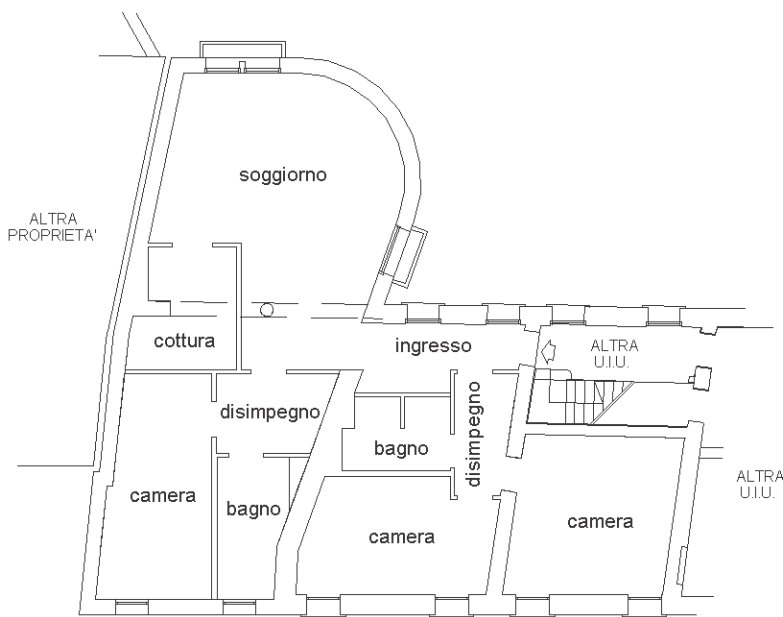 soggiorno
ALTRA
PROPRIETA'
cottura
ingresso
ALTRA
U.I.U.
disimpegno
disimpegno
bagno
ALTRA
U.I.U.
camera
bagno
camera
camera